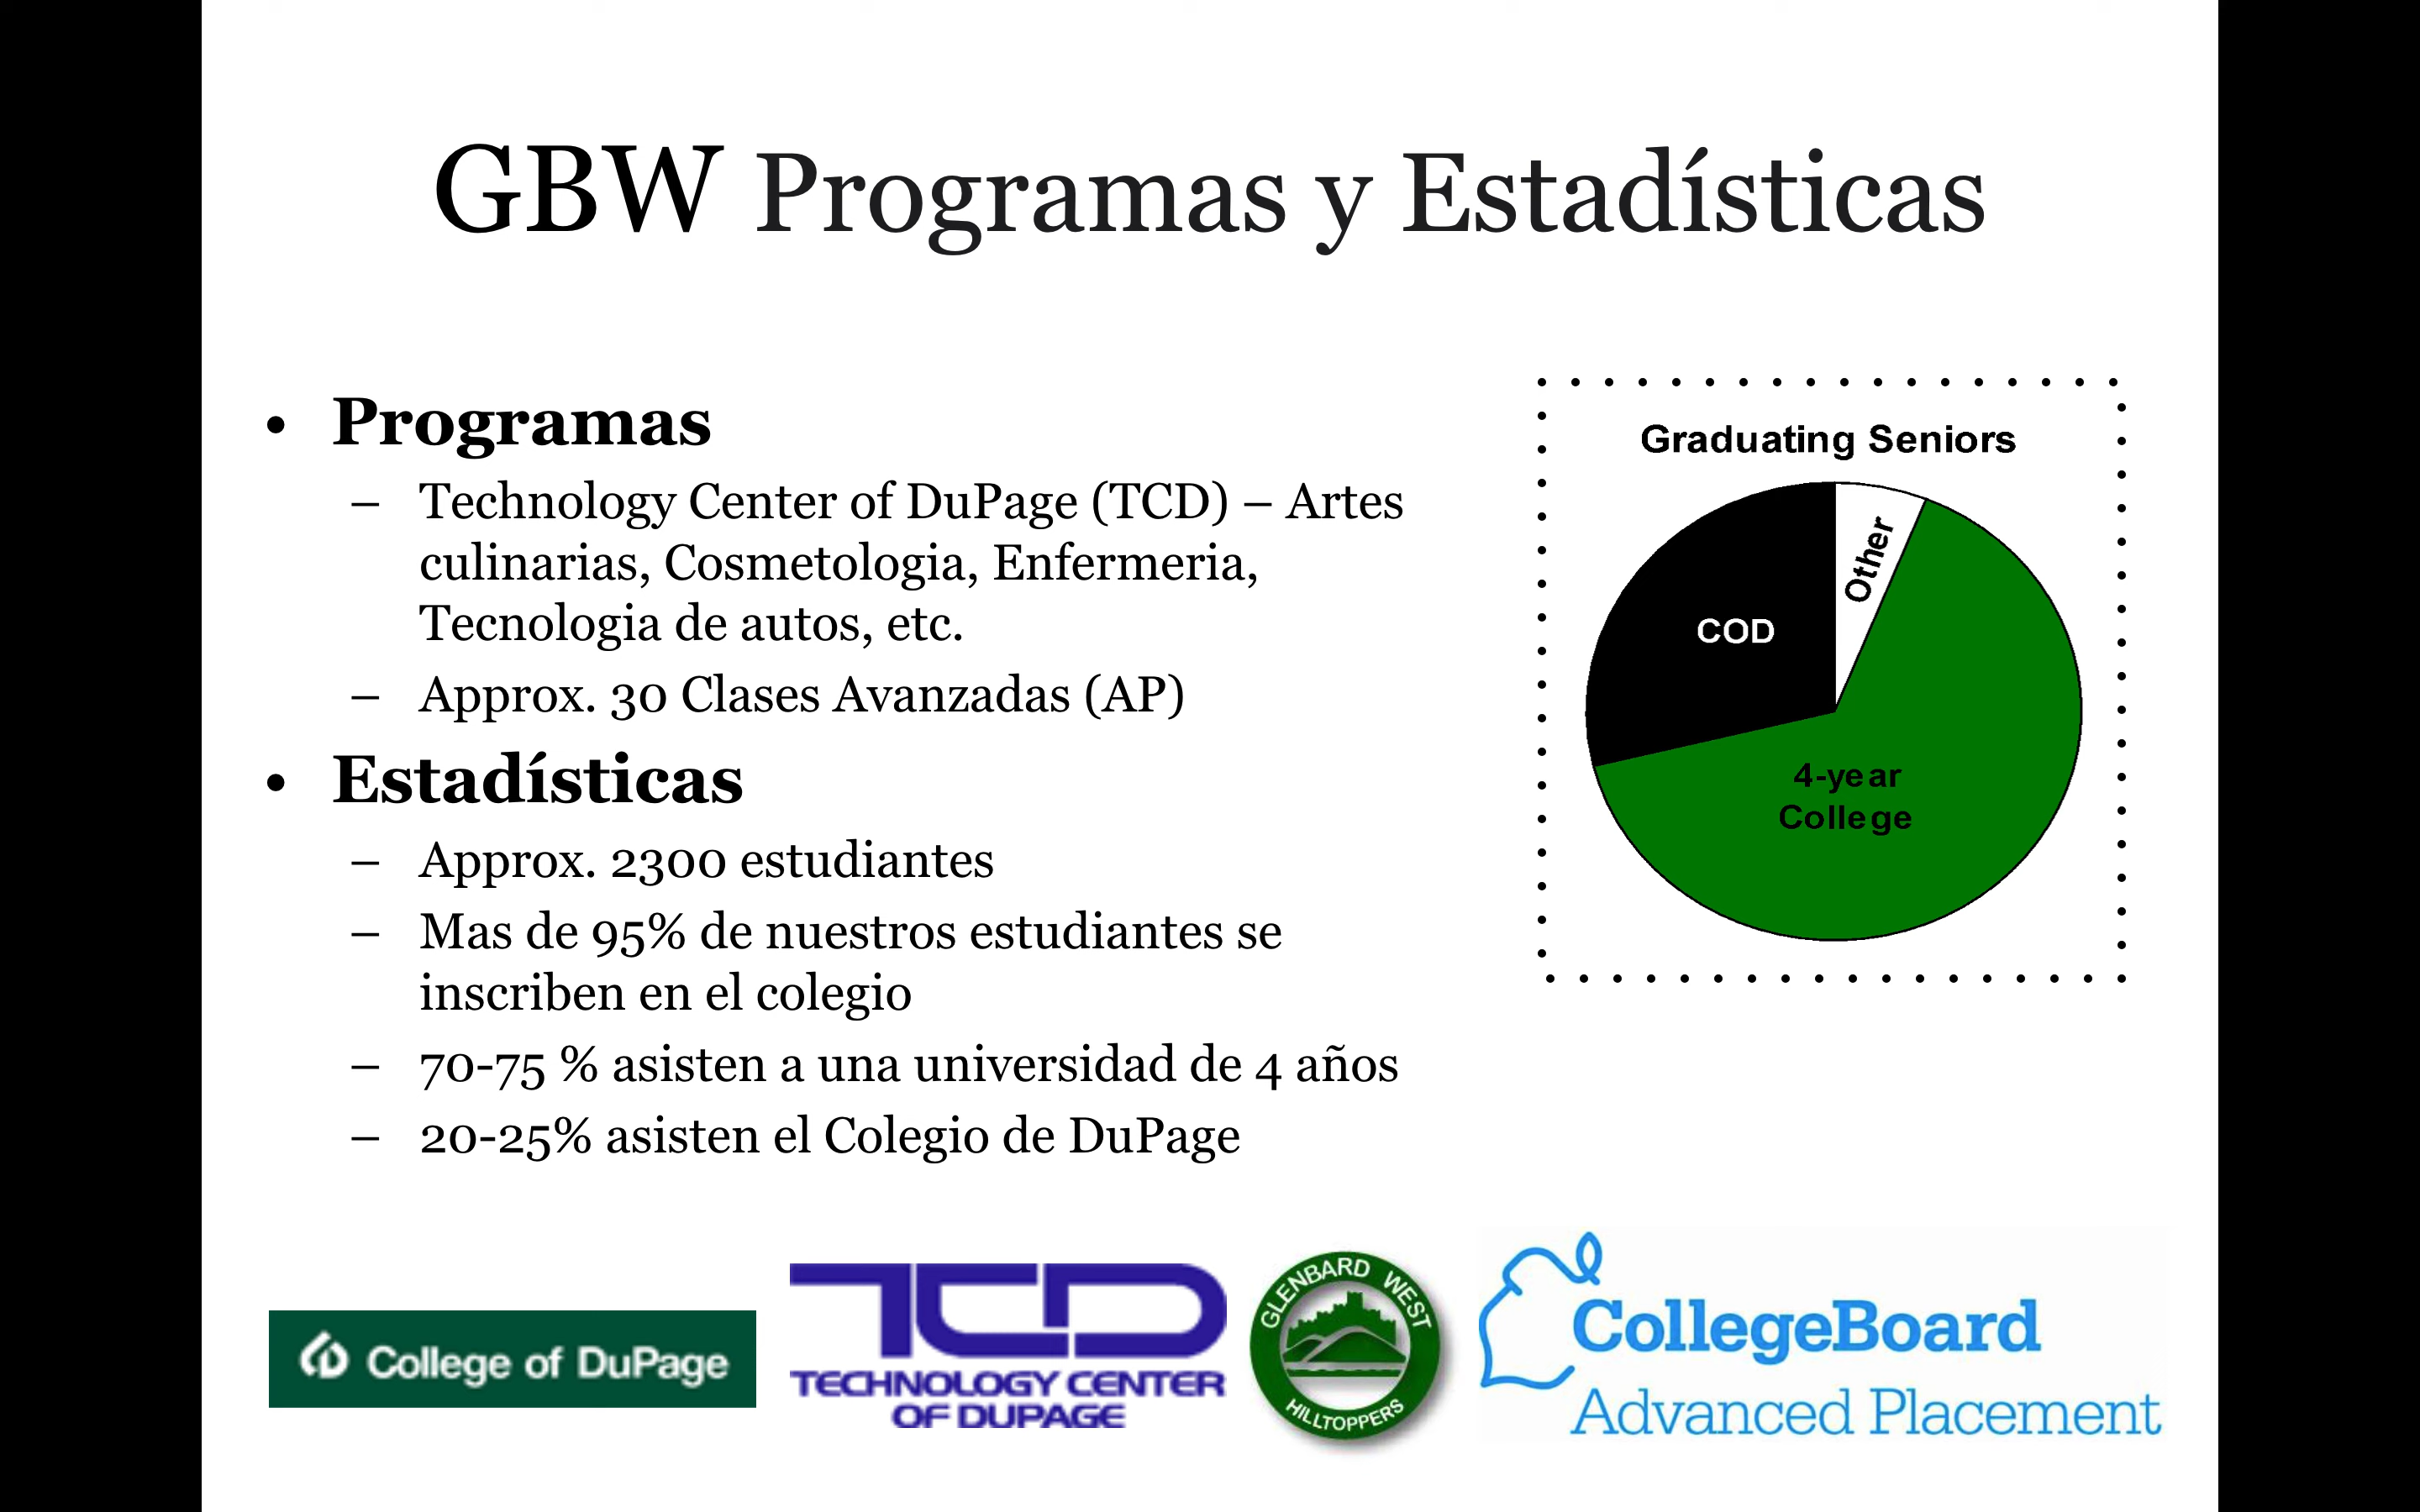 GBW Programas y Estadísticas
• Programas
– Technology Center of DuPage (TCD) – Artes
culinarias, Cosmetologia, Enfermeria,
Tecnologia de autos, etc.
– Approx. 30 Clases Avanzadas (AP)
• Estadísticas
– Approx. 2300 estudiantes
– Mas de 95% de nuestros estudiantes se
inscriben en el colegio
– 70-75 % asisten a una universidad de 4 años
– 20-25% asisten el Colegio de DuPage
Graduating Seniors
Other
COD
4-year
College
College of DuPage
TCD
TECHNOLOGY CENTER
OF DUPAGE
GLENBARD WEST
HILLTOPPERS
CollegeBoard
Advanced Placement